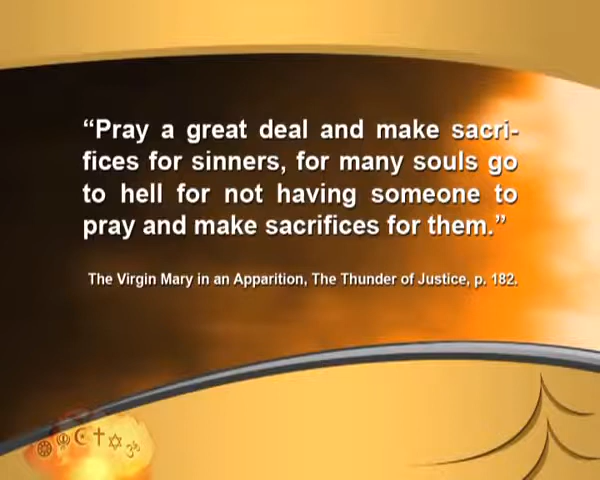 “Pray a great deal and make sacri-
fices for sinners, for many souls go
to hell for not having someone to
pray and make sacrifices for them.”
The Virgin Mary in an Apparition, The Thunder of Justice, p. 182.